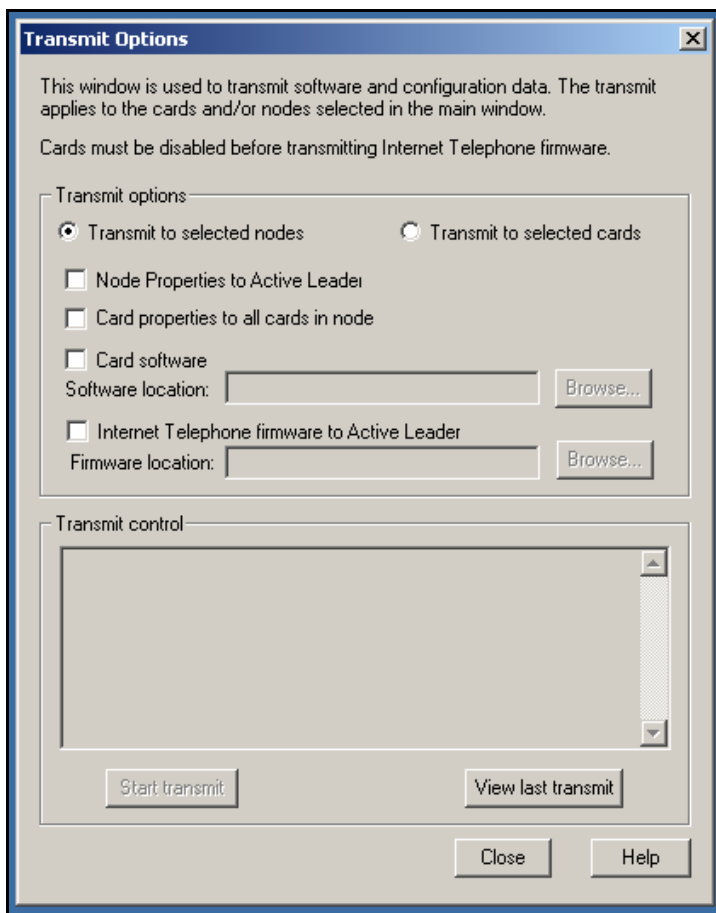 Transmit Options
This window is used to transmit software and configuration data. The transmit
applies to the cards and/or nodes selected in the main window.
Cards must be disabled before transmitting Internet Telephone firmware.
Transmit options
Transmit to selected nodes
Transmit to selected cards
Node Properties to Active Leader
Card properties to all cards in node
Card software
Software location:
Browse...
Internet Telephone firmware to Active Leader
Firmware location:
Browse...
Transmit control
Start transmit
View last transmit
Close
Help